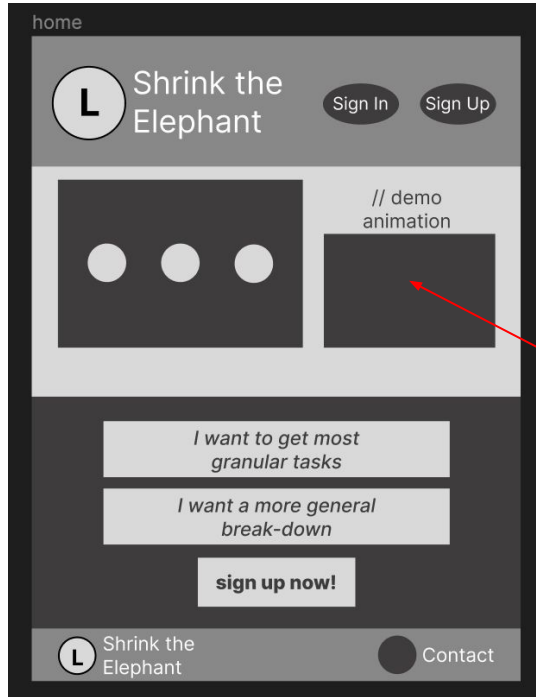 home
L
Shrink the
Elephant
Sign In
Sign Up
// demo
animation
I want to get most
granular tasks
I want a more general
break-down
sign up now!
L
Shrink the
Elephant
Contact